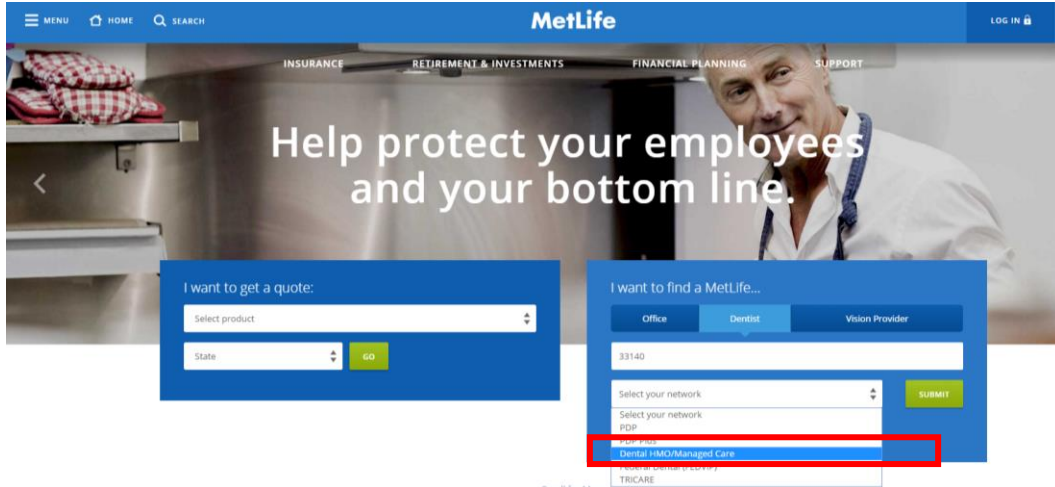 MENU HOME SEARCH MetLife LOG IN
INSURANCE RETIREMENT & INVESTMENTS FINANCIAL PLANNING SUPPORT
Help protect your employees
and your bottom line.
I want to get a quote:
Select product
State GO
I want to find a MetLife...
Office Dentist Vision Provider
33140
Select your network SUBMIT
Select your network
PDP
PDP Plus
Dental HMO/Managed Care
Federal Dental (FEDVIP)
TRICARE